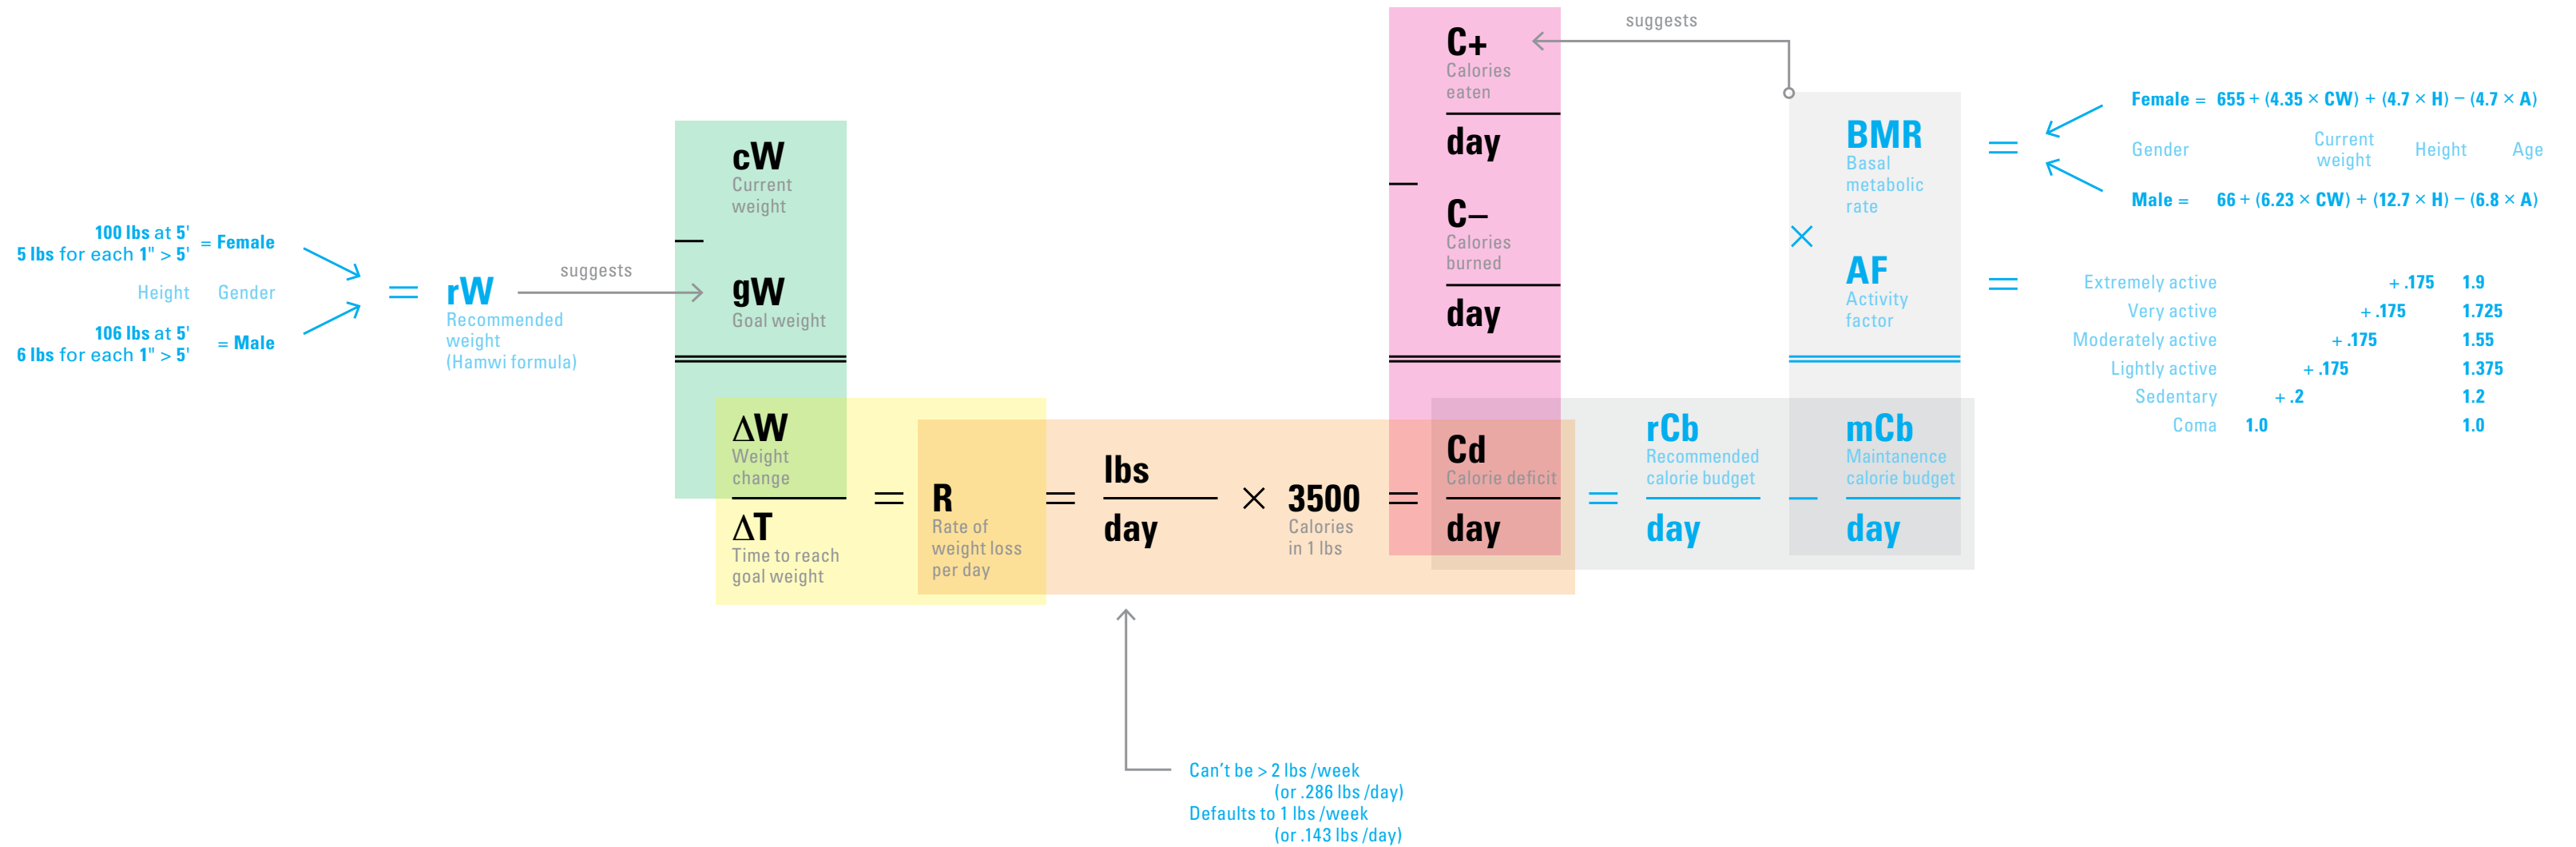 100 lbs at 5'
5 lbs for each 1" > 5'
= Female
Height Gender
106 lbs at 5'
6 lbs for each 1" > 5'
= Male
=
rW
Recommended
weight
(Hamwi formula)
suggests
cW
Current
weight
—
gW
Goal weight
ΔW
Weight
change
ΔT
Time to reach
goal weight
=
R
Rate of
weight loss
per day
=
lbs
day
×
3500
Calories
in 1 lbs
=
Can't be > 2 lbs /week
(or .286 lbs /day)
Defaults to 1 lbs /week
(or .143 lbs /day)
C+
Calories
eaten
day
—
C–
Calories
burned
day
Cd
Calorie deficit
day
=
rCb
Recommended
calorie budget
day
—
mCb
Maintanence
calorie budget
day
suggests
BMR
Basal
metabolic
rate
×
AF
Activity
factor
=
Female = 655 + (4.35 × CW) + (4.7 × H) – (4.7 × A)
Gender Current weight Height Age
Male = 66 + (6.23 × CW) + (12.7 × H) – (6.8 × A)
=
Extremely active + .175 1.9
Very active + .175 1.725
Moderately active + .175 1.55
Lightly active + .175 1.375
Sedentary + .2 1.2
Coma 1.0 1.0